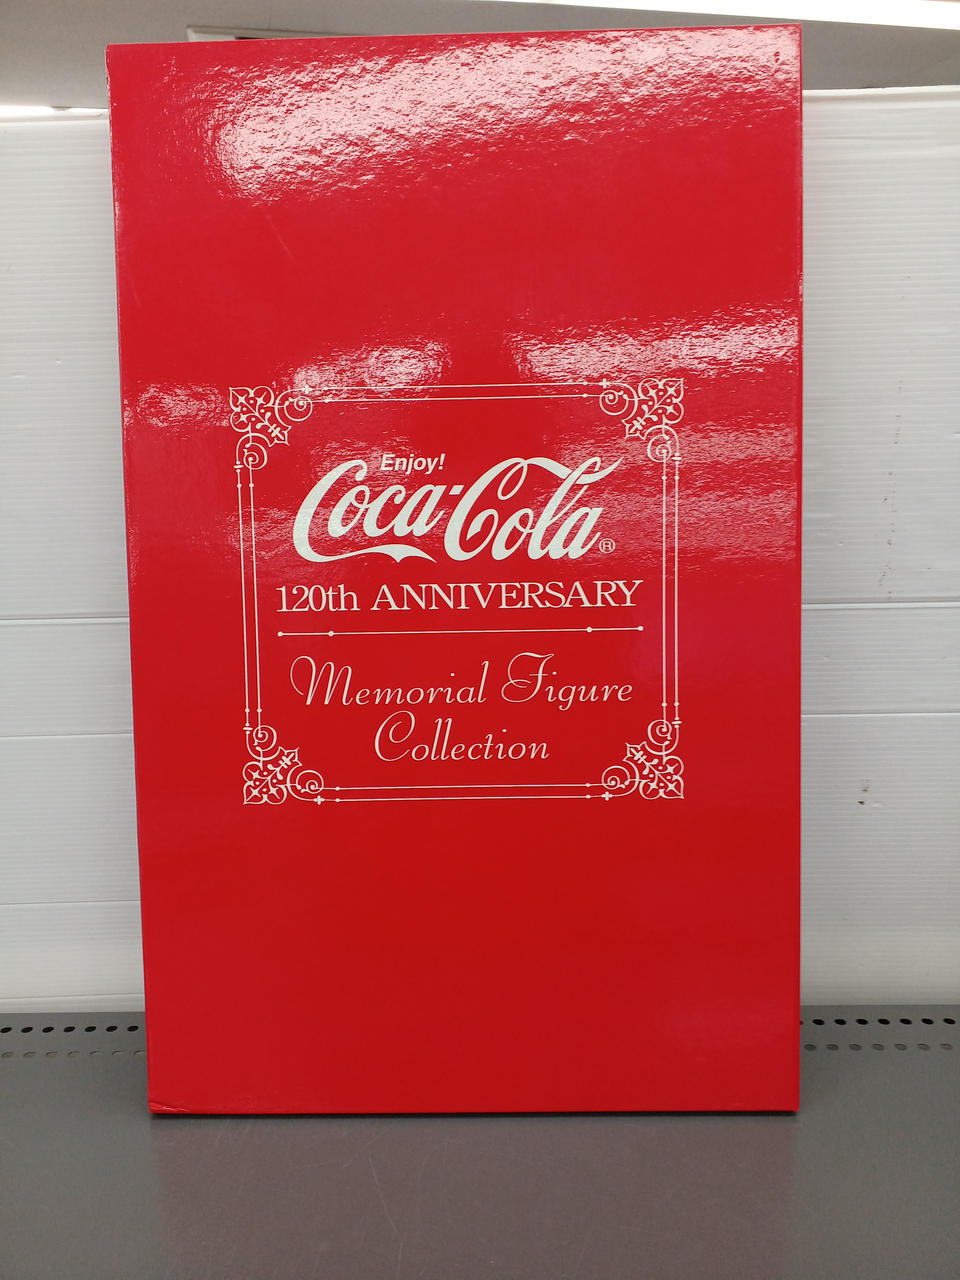 Enjoy!
Coca-Cola®
120th ANNIVERSARY
Memorial Figure
Collection